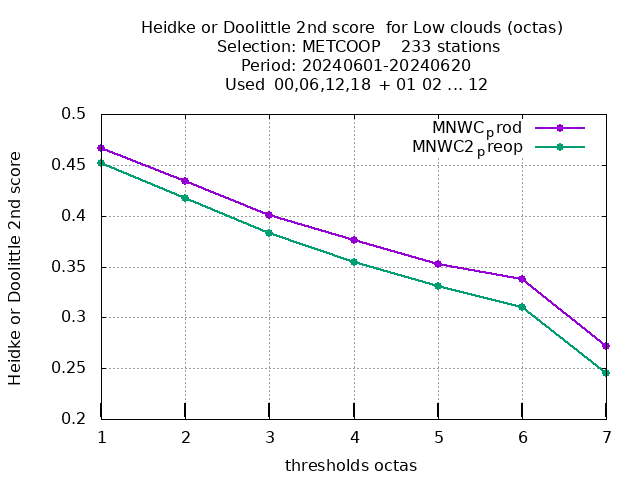 Heidke or Doolittle 2nd score  for Low clouds (octas)
Selection: METCOOP    233 stations
Period: 20240601-20240620
Used  00,06,12,18 + 01 02 ... 12
MNWC_prod
MNWC2_preop
Heidke or Doolittle 2nd score
0.5
0.45
0.4
0.35
0.3
0.25
0.2
1 2 3 4 5 6 7
thresholds octas